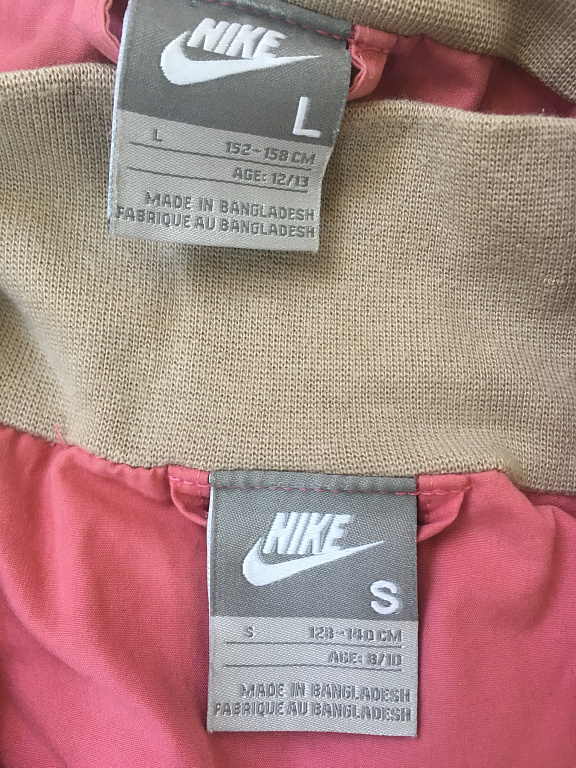 NIKE
L
L 152-158 CM
AGE: 12/13
MADE IN BANGLADESH
FABRIQUE AU BANGLADESH
NIKE
S
S 128-140 CM
AGE: 8/10
MADE IN BANGLADESH
FABRIQUE AU BANGLADESH